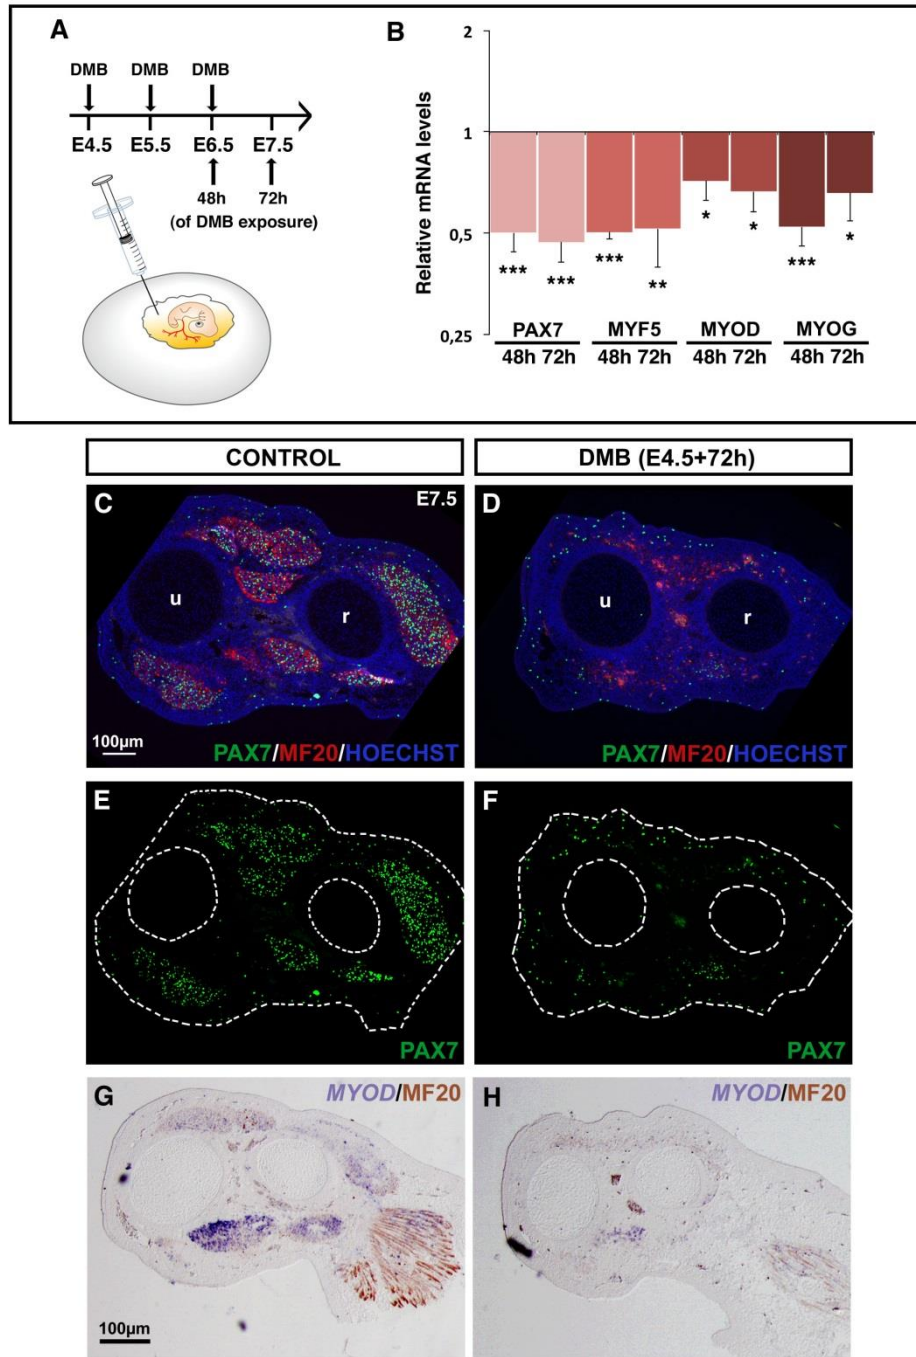 A
DMB DMB DMB
E4.5 E5.5 E6.5 E7.5
48h 72h
(of DMB exposure)
B
Relative mRNA levels
2
1
0,5
0,25
*** *** *** ** * * *** *
PAX7 MYF5 MYOD MYOG
48h 72h 48h 72h 48h 72h 48h 72h
CONTROL
DMB (E4.5+72h)
C
E7.5
u
r
100µm
PAX7/MF20/HOECHST
D
u
r
PAX7/MF20/HOECHST
E
PAX7
F
PAX7
G
MYOD/MF20
100µm
H
MYOD/MF20